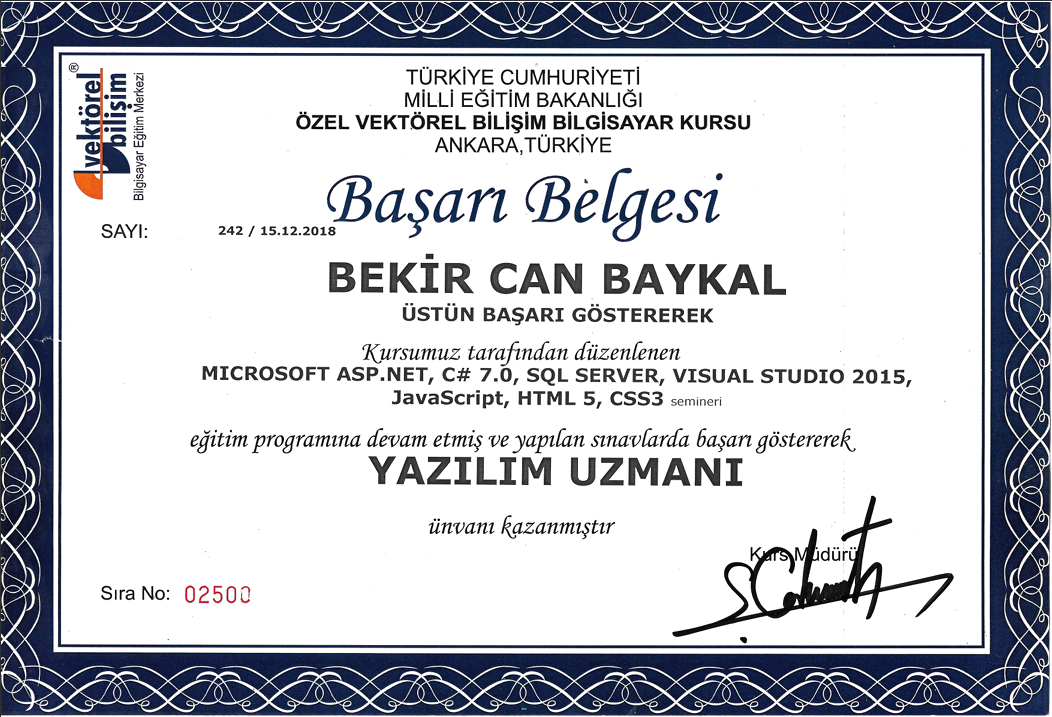 vektörel
bilişim
Bilgisayar Eğitim Merkezi
®
TÜRKİYE CUMHURİYETİ
MİLLİ EĞİTİM BAKANLIĞI
ÖZEL VEKTÖREL BİLİŞİM BİLGİSAYAR KURSU
ANKARA,TÜRKİYE
Başarı Belgesi
SAYI: 242 / 15.12.2018
BEKİR CAN BAYKAL
ÜSTÜN BAŞARI GÖSTEREREK
Kursumuz tarafından düzenlenen
MICROSOFT ASP.NET, C# 7.0, SQL SERVER, VISUAL STUDIO 2015,
JavaScript, HTML 5, CSS3 semineri
eğitim programına devam etmiş ve yapılan sınavlarda başarı göstererek
YAZILIM UZMANI
ünvanı kazanmıştır
Kurs Müdürü
Sıra No: 02500